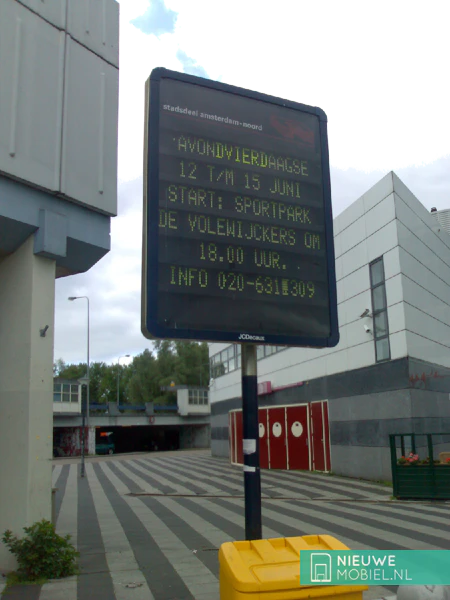 stadsdeel amsterdam-noord
AVONDVIERDAAGSE
12 T/M 15 JUNI
START: SPORTPARK
DE VOLEWIJCKERS OM
18.00 UUR.
INFO 020-631 309
JCDecaux
NIEUWE
MOBIEL.NL